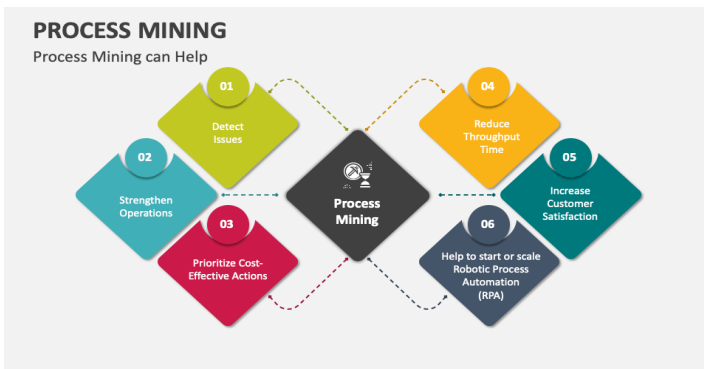 PROCESS MINING
Process Mining can Help
01
Detect
Issues
02
Strengthen
Operations
03
Prioritize Cost-
Effective Actions
Process
Mining
04
Reduce
Throughput
Time
05
Increase
Customer
Satisfaction
06
Help to start or scale
Robotic Process
Automation
(RPA)